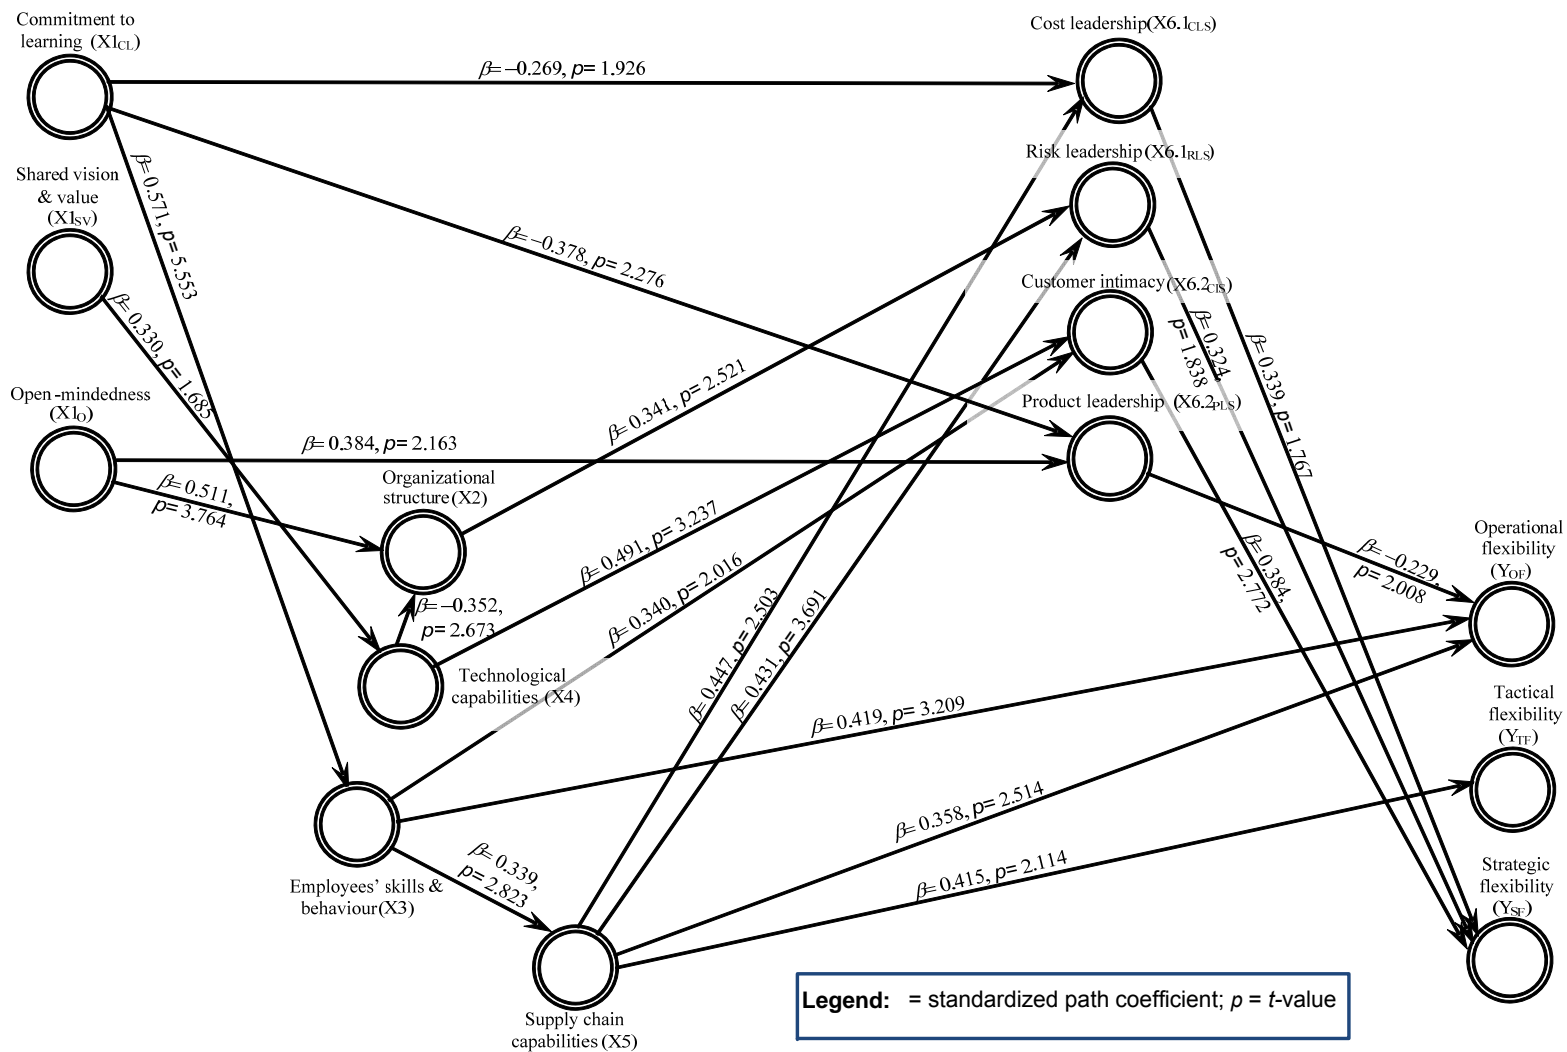 Commitment to
learning (X1CL)
Cost leadership(X6.1CLS)
β=−0.269, p= 1.926
Risk leadership(X6.1RLS)
Shared vision
& value
(X1SV)
β= 0.571, p= 5.553
β=−0.378, p= 2.276
Customer intimacy (X6.2CIS)
β= 0.330, p= 1.685
β= 0.324,
p= 1.838
β= 0.339, p= 1.767
β= 0.341, p= 2.521
Open-mindedness
(X1O)
Product leadership (X6.2PLS)
β= 0.384, p= 2.163
β= 0.511,
p= 3.764
Organizational
structure(X2)
β= 0.491, p= 3.237
β= 0.384,
p= 2.772
β=−0.229,
p= 2.008
Operational
flexibility
(YOF)
β=−0.352,
p= 2.673
β= 0.340, p= 2.016
β= 0.447, p= 2.503
β= 0.431, p= 3.691
Technological
capabilities (X4)
Tactical
flexibility
(YTF)
β= 0.419, p= 3.209
β= 0.358, p= 2.514
β= 0.339,
p= 2.823
β= 0.415, p= 2.114
Employees’ skills &
behaviour(X3)
Strategic
flexibility
(YSF)
Legend: = standardized path coefficient; p = t-value
Supply chain
capabilities (X5)